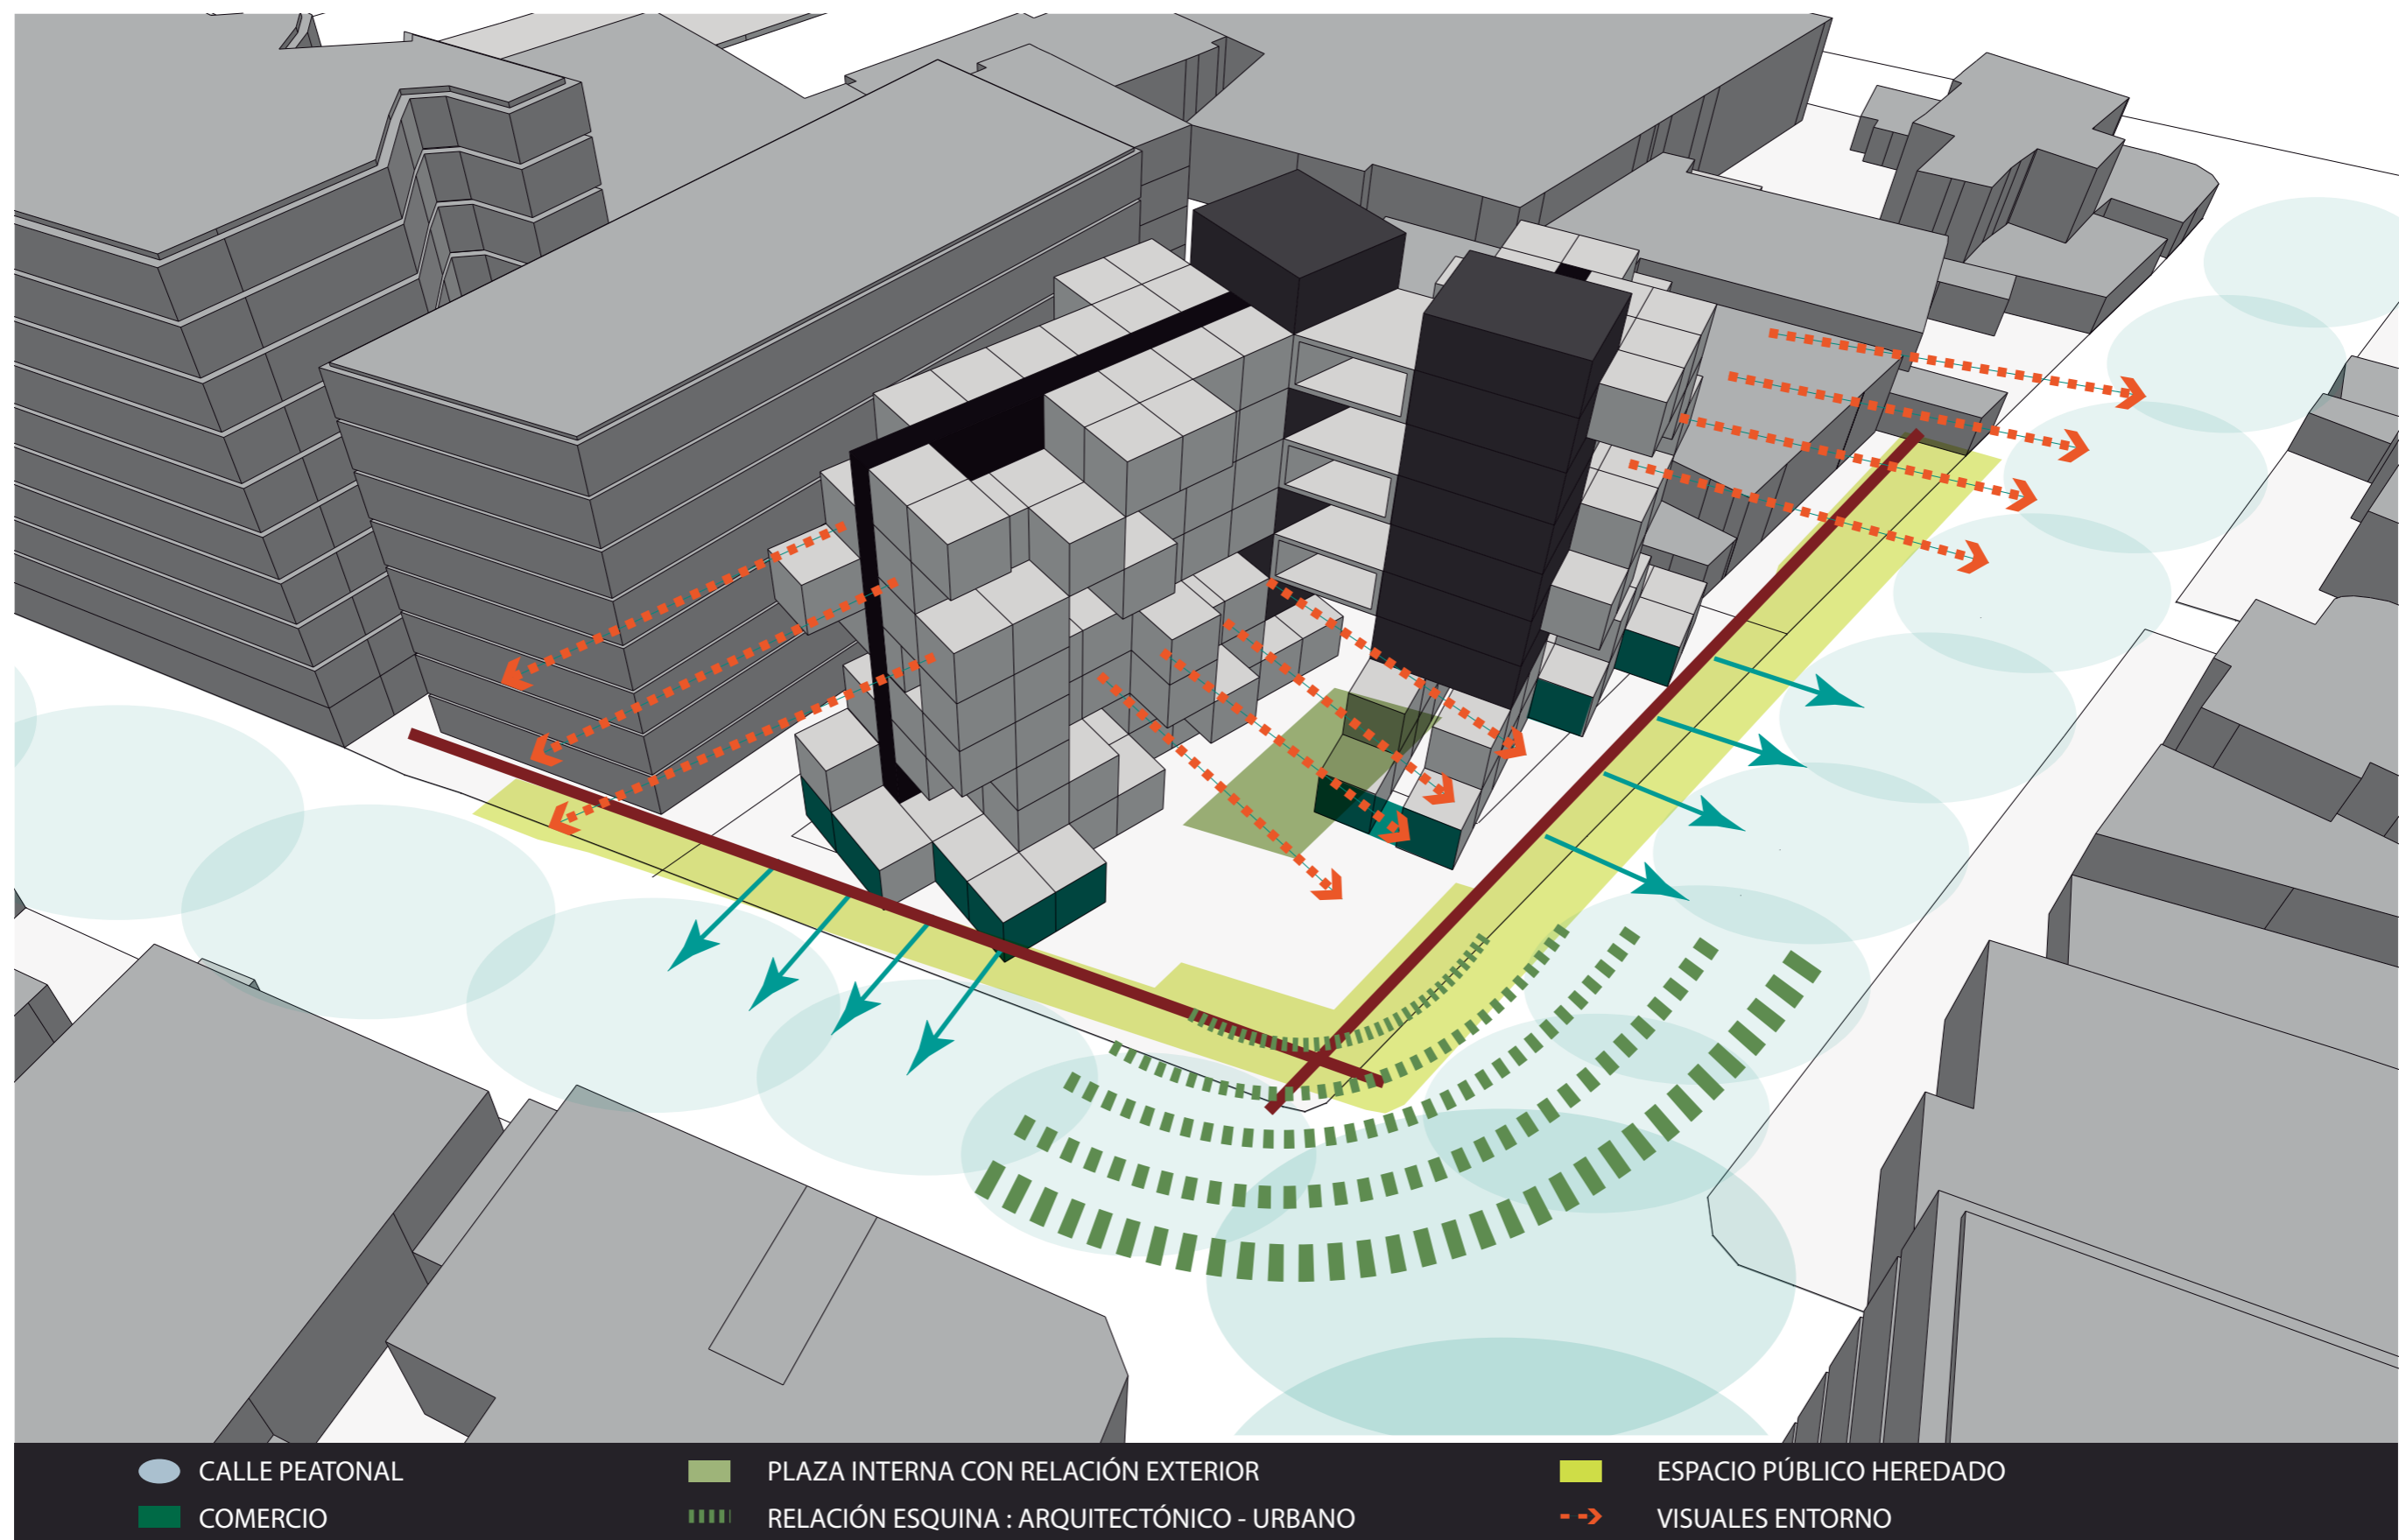 CALLE PEATONAL
PLAZA INTERNA CON RELACIÓN EXTERIOR
ESPACIO PÚBLICO HEREDADO
COMERCIO
RELACIÓN ESQUINA : ARQUITECTÓNICO - URBANO
VISUALES ENTORNO